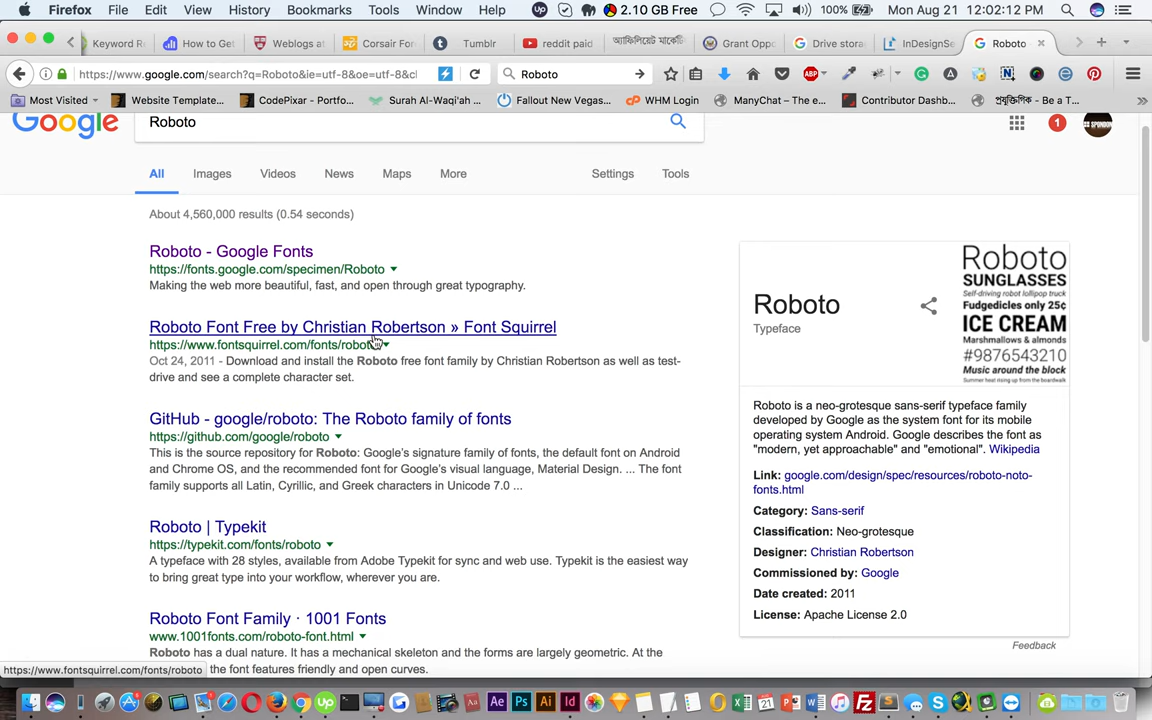 Firefox File Edit View History Bookmarks Tools Window Help 2.10 GB Free 100% Mon Aug 21 12:02:12 PM
Keyword R How to Get Weblogs at Corsair For Tumblr reddit paid অ্যাফিলিয়েট মার্কেটি Grant Oppo Drive stora InDesignSe Roboto
https://www.google.com/search?q=Roboto&ie=utf-8&oe=utf-8&cl Roboto
Most Visited Website Template... CodePixar - Portfo... Surah Al-Waqi'ah ... Fallout New Vegas... WHM Login ManyChat – The e... Contributor Dashb... প্রযুক্তিগিক - Be a T...
Google Roboto 1
All Images Videos News Maps More Settings Tools
About 4,560,000 results (0.54 seconds)
Roboto - Google Fonts
https://fonts.google.com/specimen/Roboto
Making the web more beautiful, fast, and open through great typography.
Roboto Font Free by Christian Robertson » Font Squirrel
https://www.fontsquirrel.com/fonts/roboto
Oct 24, 2011 - Download and install the Roboto free font family by Christian Robertson as well as test-
drive and see a complete character set.
GitHub - google/roboto: The Roboto family of fonts
https://github.com/google/roboto
This is the source repository for Roboto: Google's signature family of fonts, the default font on Android
and Chrome OS, and the recommended font for Google's visual language, Material Design. ... The font
family supports all Latin, Cyrillic, and Greek characters in Unicode 7.0 ...
Roboto | Typekit
https://typekit.com/fonts/roboto
A typeface with 28 styles, available from Adobe Typekit for sync and web use. Typekit is the easiest way
to bring great type into your workflow, wherever you are.
Roboto Font Family · 1001 Fonts
www.1001fonts.com/roboto-font.html
Roboto has a dual nature. It has a mechanical skeleton and the forms are largely geometric. At the
the font features friendly and open curves.
https://www.fontsquirrel.com/fonts/roboto
Roboto
Typeface
Roboto
SUNGLASSES
Self-driving robot lollipop truck
Fudgedicles only 25¢
ICE CREAM
Marshmallows & almonds
#9876543210
Music around the block
Summer heat rising up from the boardwalk
Roboto is a neo-grotesque sans-serif typeface family
developed by Google as the system font for its mobile
operating system Android. Google describes the font as
"modern, yet approachable" and "emotional". Wikipedia
Link: google.com/design/spec/resources/roboto-noto-
fonts.html
Category: Sans-serif
Classification: Neo-grotesque
Designer: Christian Robertson
Commissioned by: Google
Date created: 2011
License: Apache License 2.0
Feedback